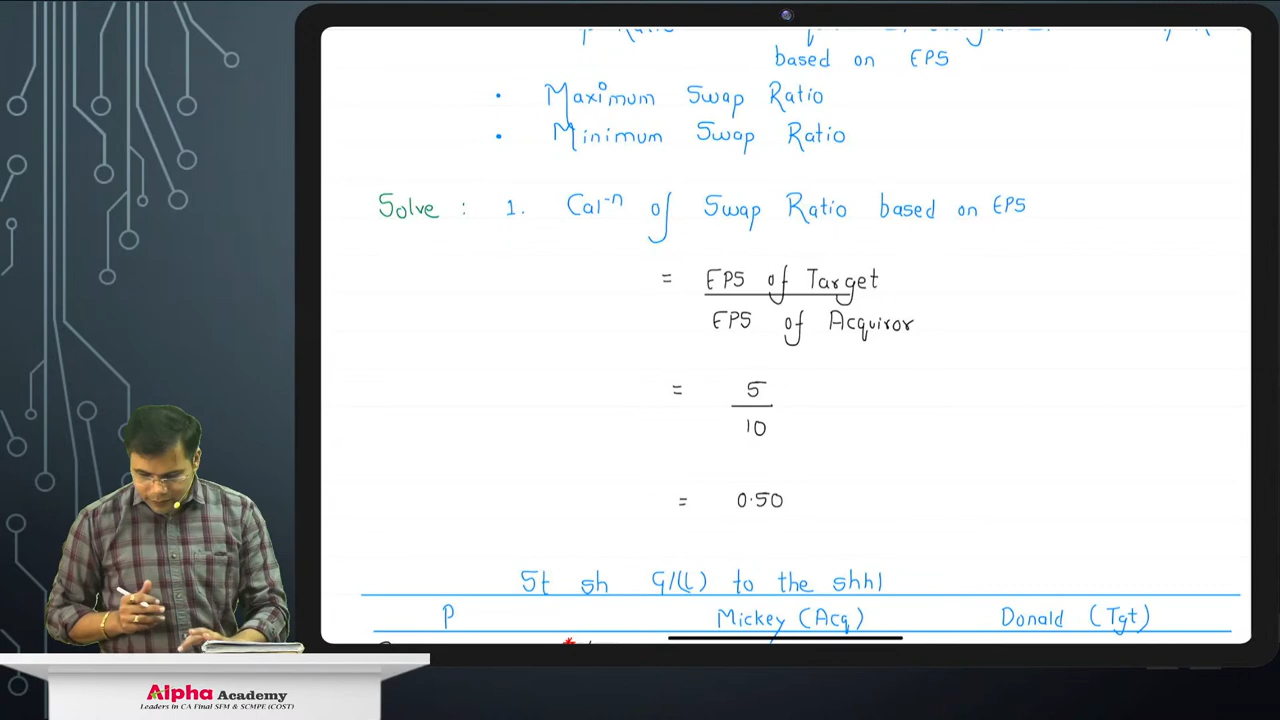 Ratio
based on EPS
• Maximum Swap Ratio
• Minimum Swap Ratio
Solve : 1. Cal-n of Swap Ratio based on EPS
= EPS of Target
EPS of Acquiror
= 5
10
= 0.50
St sh G/(L) to the shhl
P Mickey (Acq) Donald (Tgt)
Alpha Academy
Leaders in CA Final SFM & SCMPE (COST)